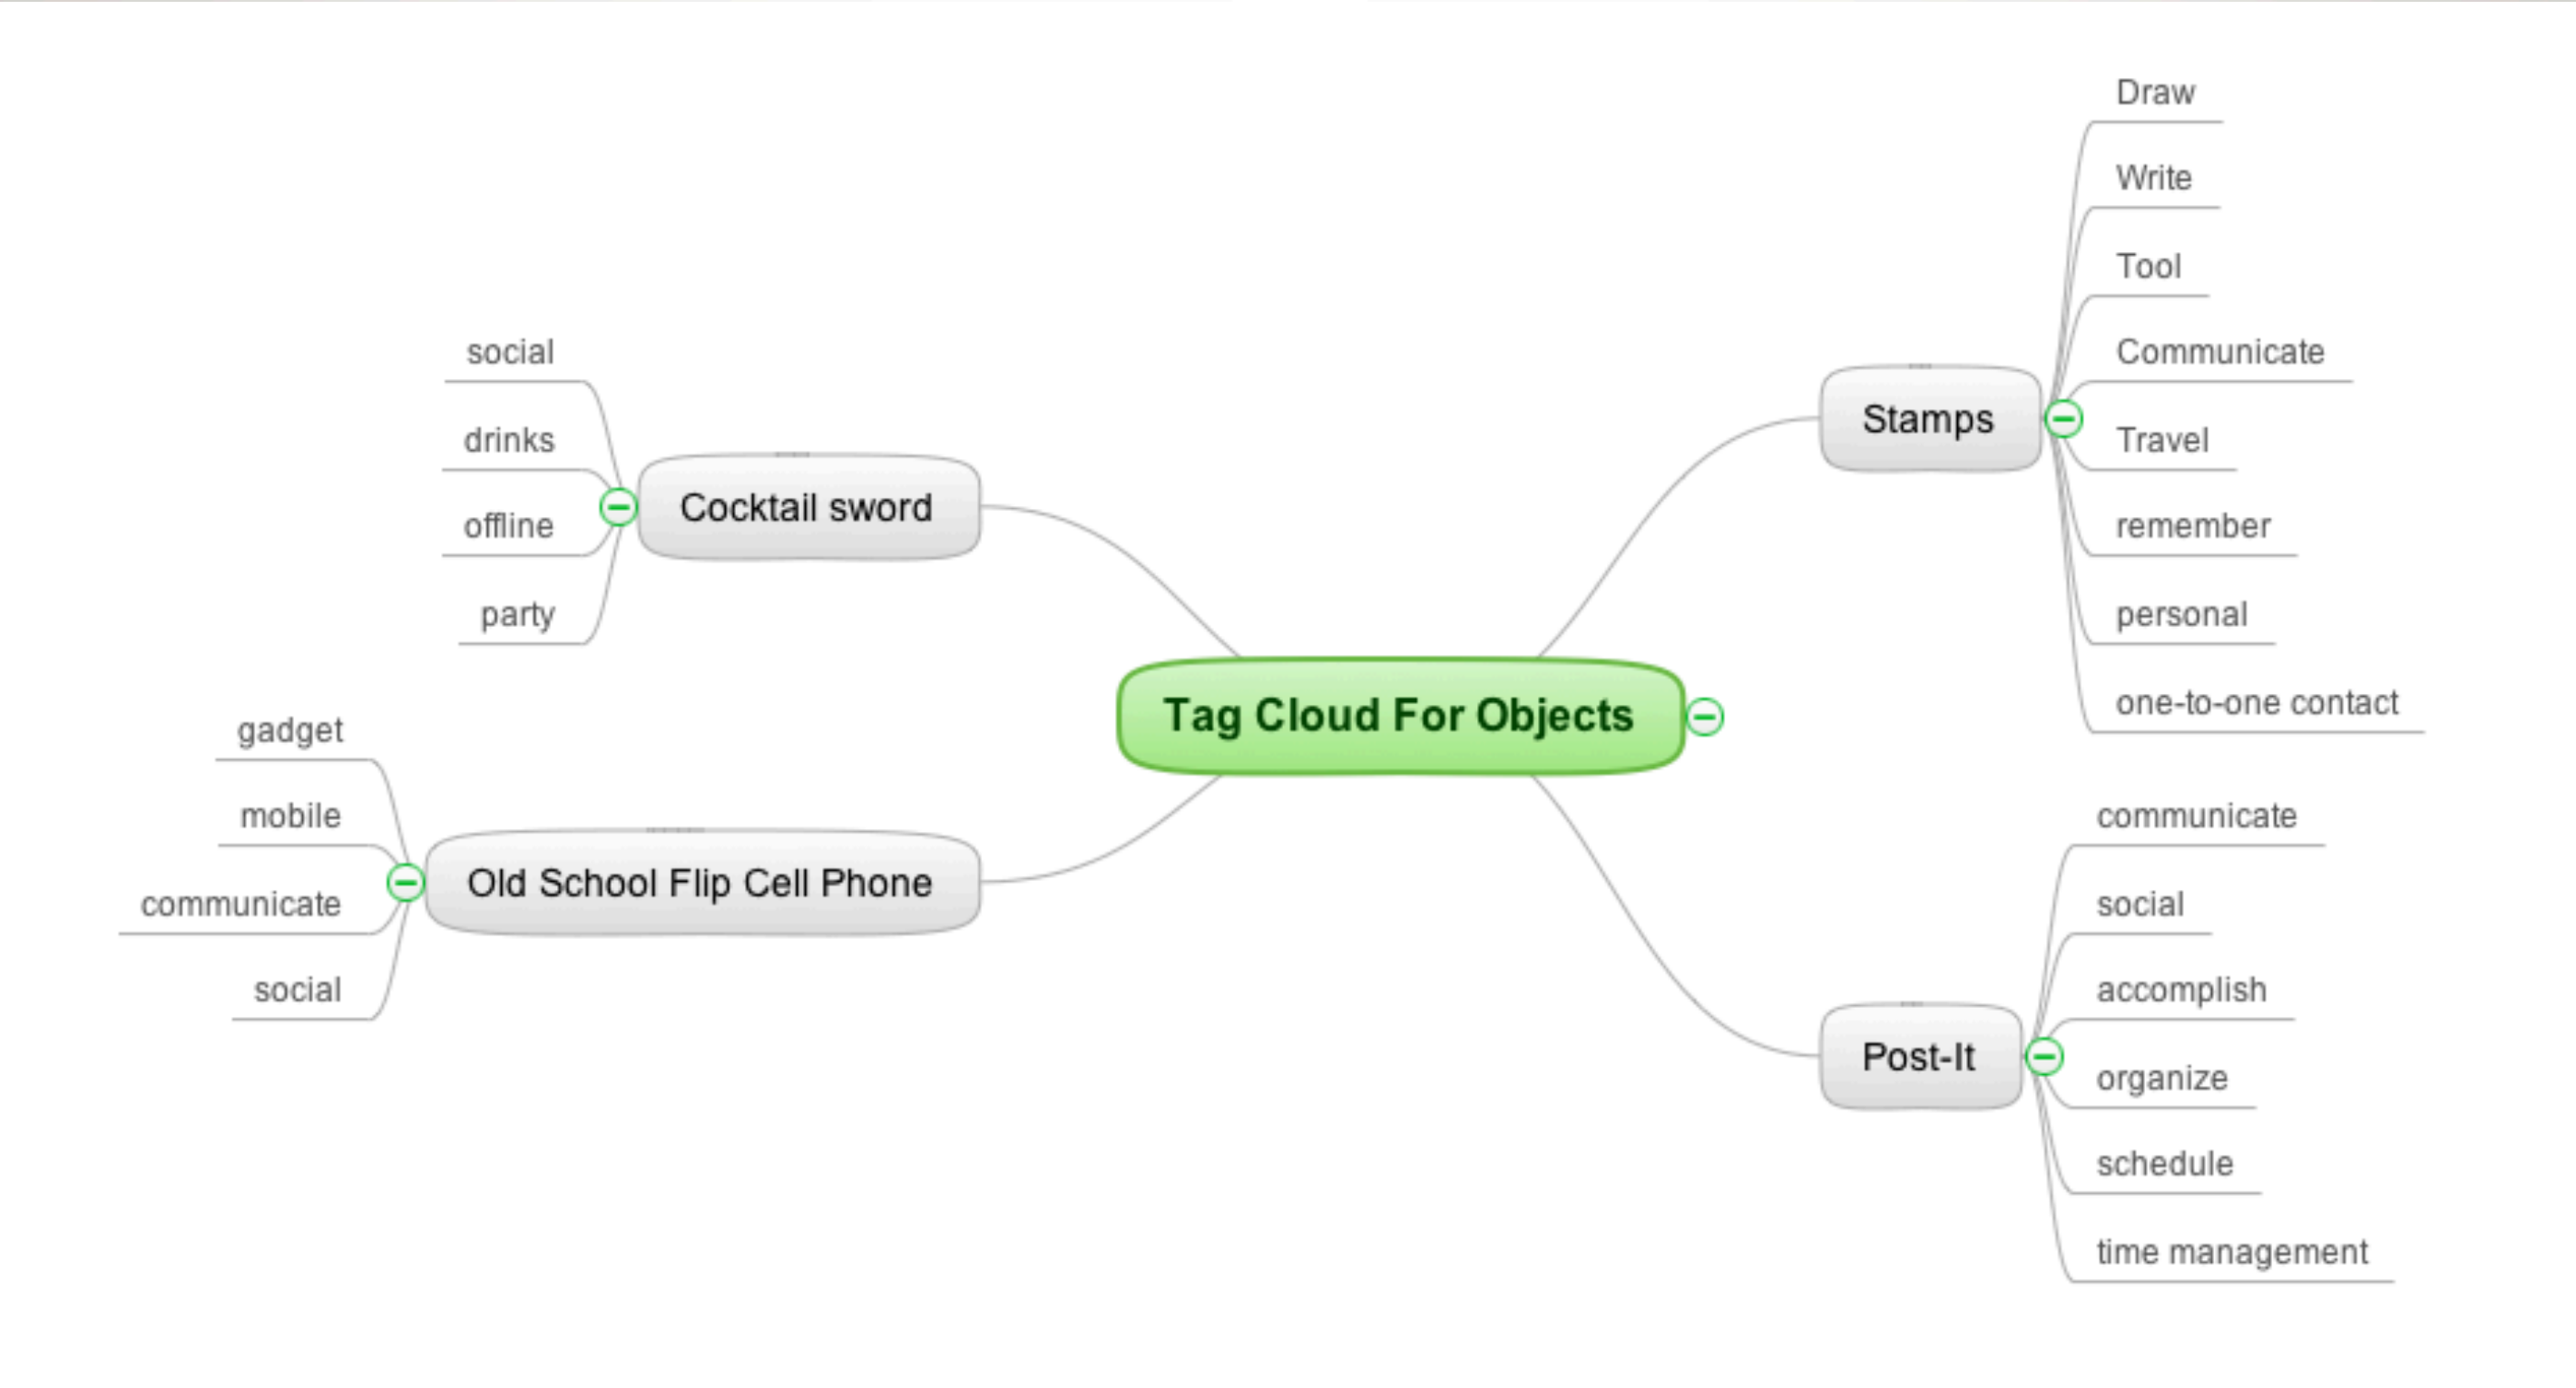 Tag Cloud For Objects
Stamps
Draw
Write
Tool
Communicate
Travel
remember
personal
one-to-one contact
Post-It
communicate
social
accomplish
organize
schedule
time management
Cocktail sword
social
drinks
offline
party
Old School Flip Cell Phone
gadget
mobile
communicate
social